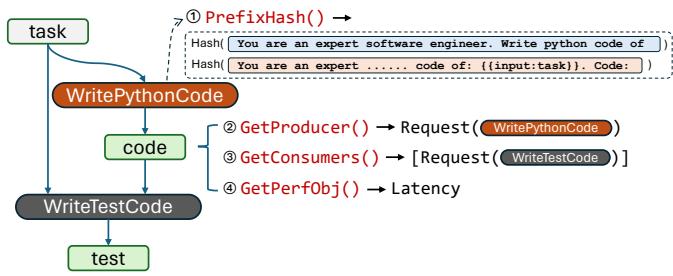 ① PrefixHash()
task
Hash( You are an expert software engineer. Write python code of )
Hash( You are an expert ...... code of: {{input:task}}. Code: )
WritePythonCode
② GetProducer() → Request( WritePythonCode )
code
③ GetConsumers() → [Request( WriteTestCode )]
④ GetPerfObj() → Latency
WriteTestCode
test